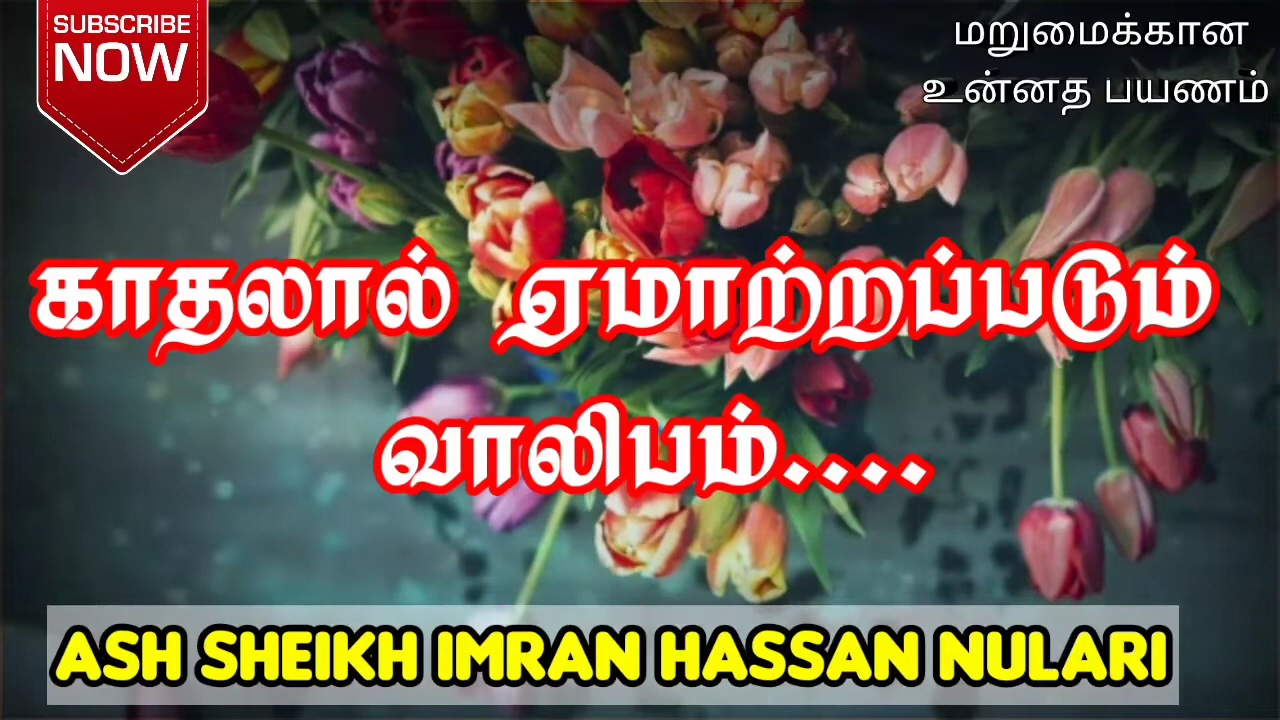 SUBSCRIBE
NOW
மறுமைக்கான
உன்னத பயணம்
காதலால் ஏமாற்றப்படும்
வாலிபம்....
ASH SHEIKH IMRAN HASSAN NULARI